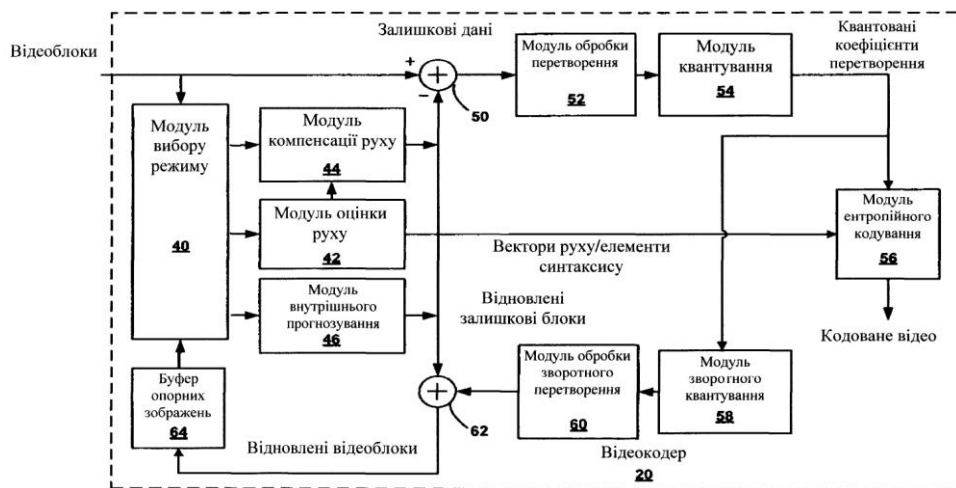 Відеоблоки
Залишкові дані
+
−
50
Модуль обробки
перетворення
52
Модуль
квантування
54
Квантовані
коефіцієнти
перетворення
Модуль
вибору
режиму
40
Модуль
компенсації руху
44
Модуль оцінки
руху
42
Модуль
внутрішнього
прогнозування
46
Вектори руху/елементи
синтаксису
Модуль
ентропійного
кодування
56
Кодоване відео
Відновлені
залишкові блоки
Буфер
опорних
зображень
64
+
62
Модуль обробки
зворотного
перетворення
60
Модуль
зворотного
квантування
58
Відновлені відеоблоки
Відеокодер
20